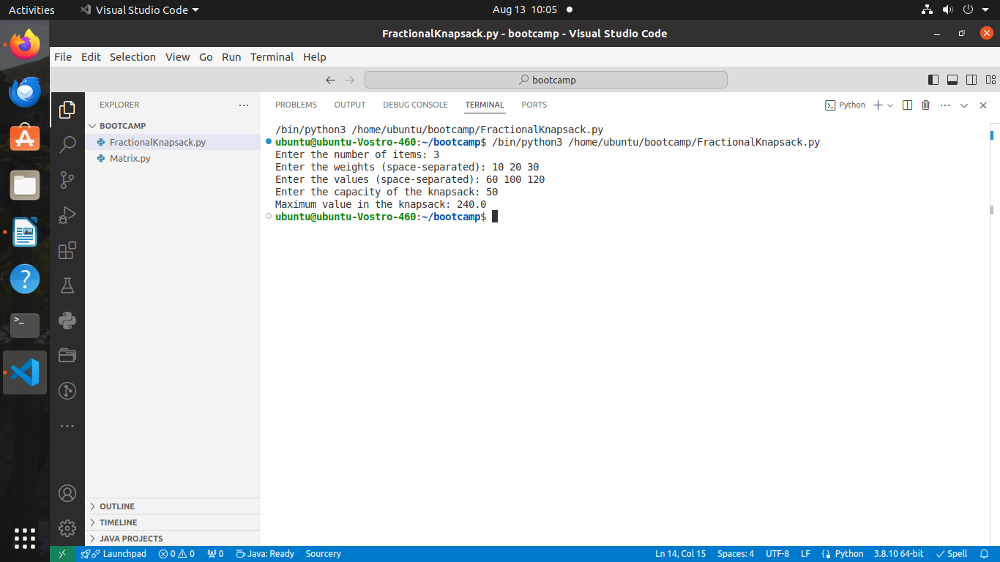 Activities Visual Studio Code Aug 13 10:05
FractionalKnapsack.py - bootcamp - Visual Studio Code
File Edit Selection View Go Run Terminal Help
bootcamp
EXPLORER
BOOTCAMP
FractionalKnapsack.py
Matrix.py
PROBLEMS OUTPUT DEBUG CONSOLE TERMINAL PORTS Python
/bin/python3 /home/ubuntu/bootcamp/FractionalKnapsack.py
ubuntu@ubuntu-Vostro-460:~/bootcamp$ /bin/python3 /home/ubuntu/bootcamp/FractionalKnapsack.py
Enter the number of items: 3
Enter the weights (space-separated): 10 20 30
Enter the values (space-separated): 60 100 120
Enter the capacity of the knapsack: 50
Maximum value in the knapsack: 240.0
ubuntu@ubuntu-Vostro-460:~/bootcamp$
OUTLINE
TIMELINE
JAVA PROJECTS
Launchpad 0 0 0 Java: Ready Sourcery Ln 14, Col 15 Spaces: 4 UTF-8 LF Python 3.8.10 64-bit Spell